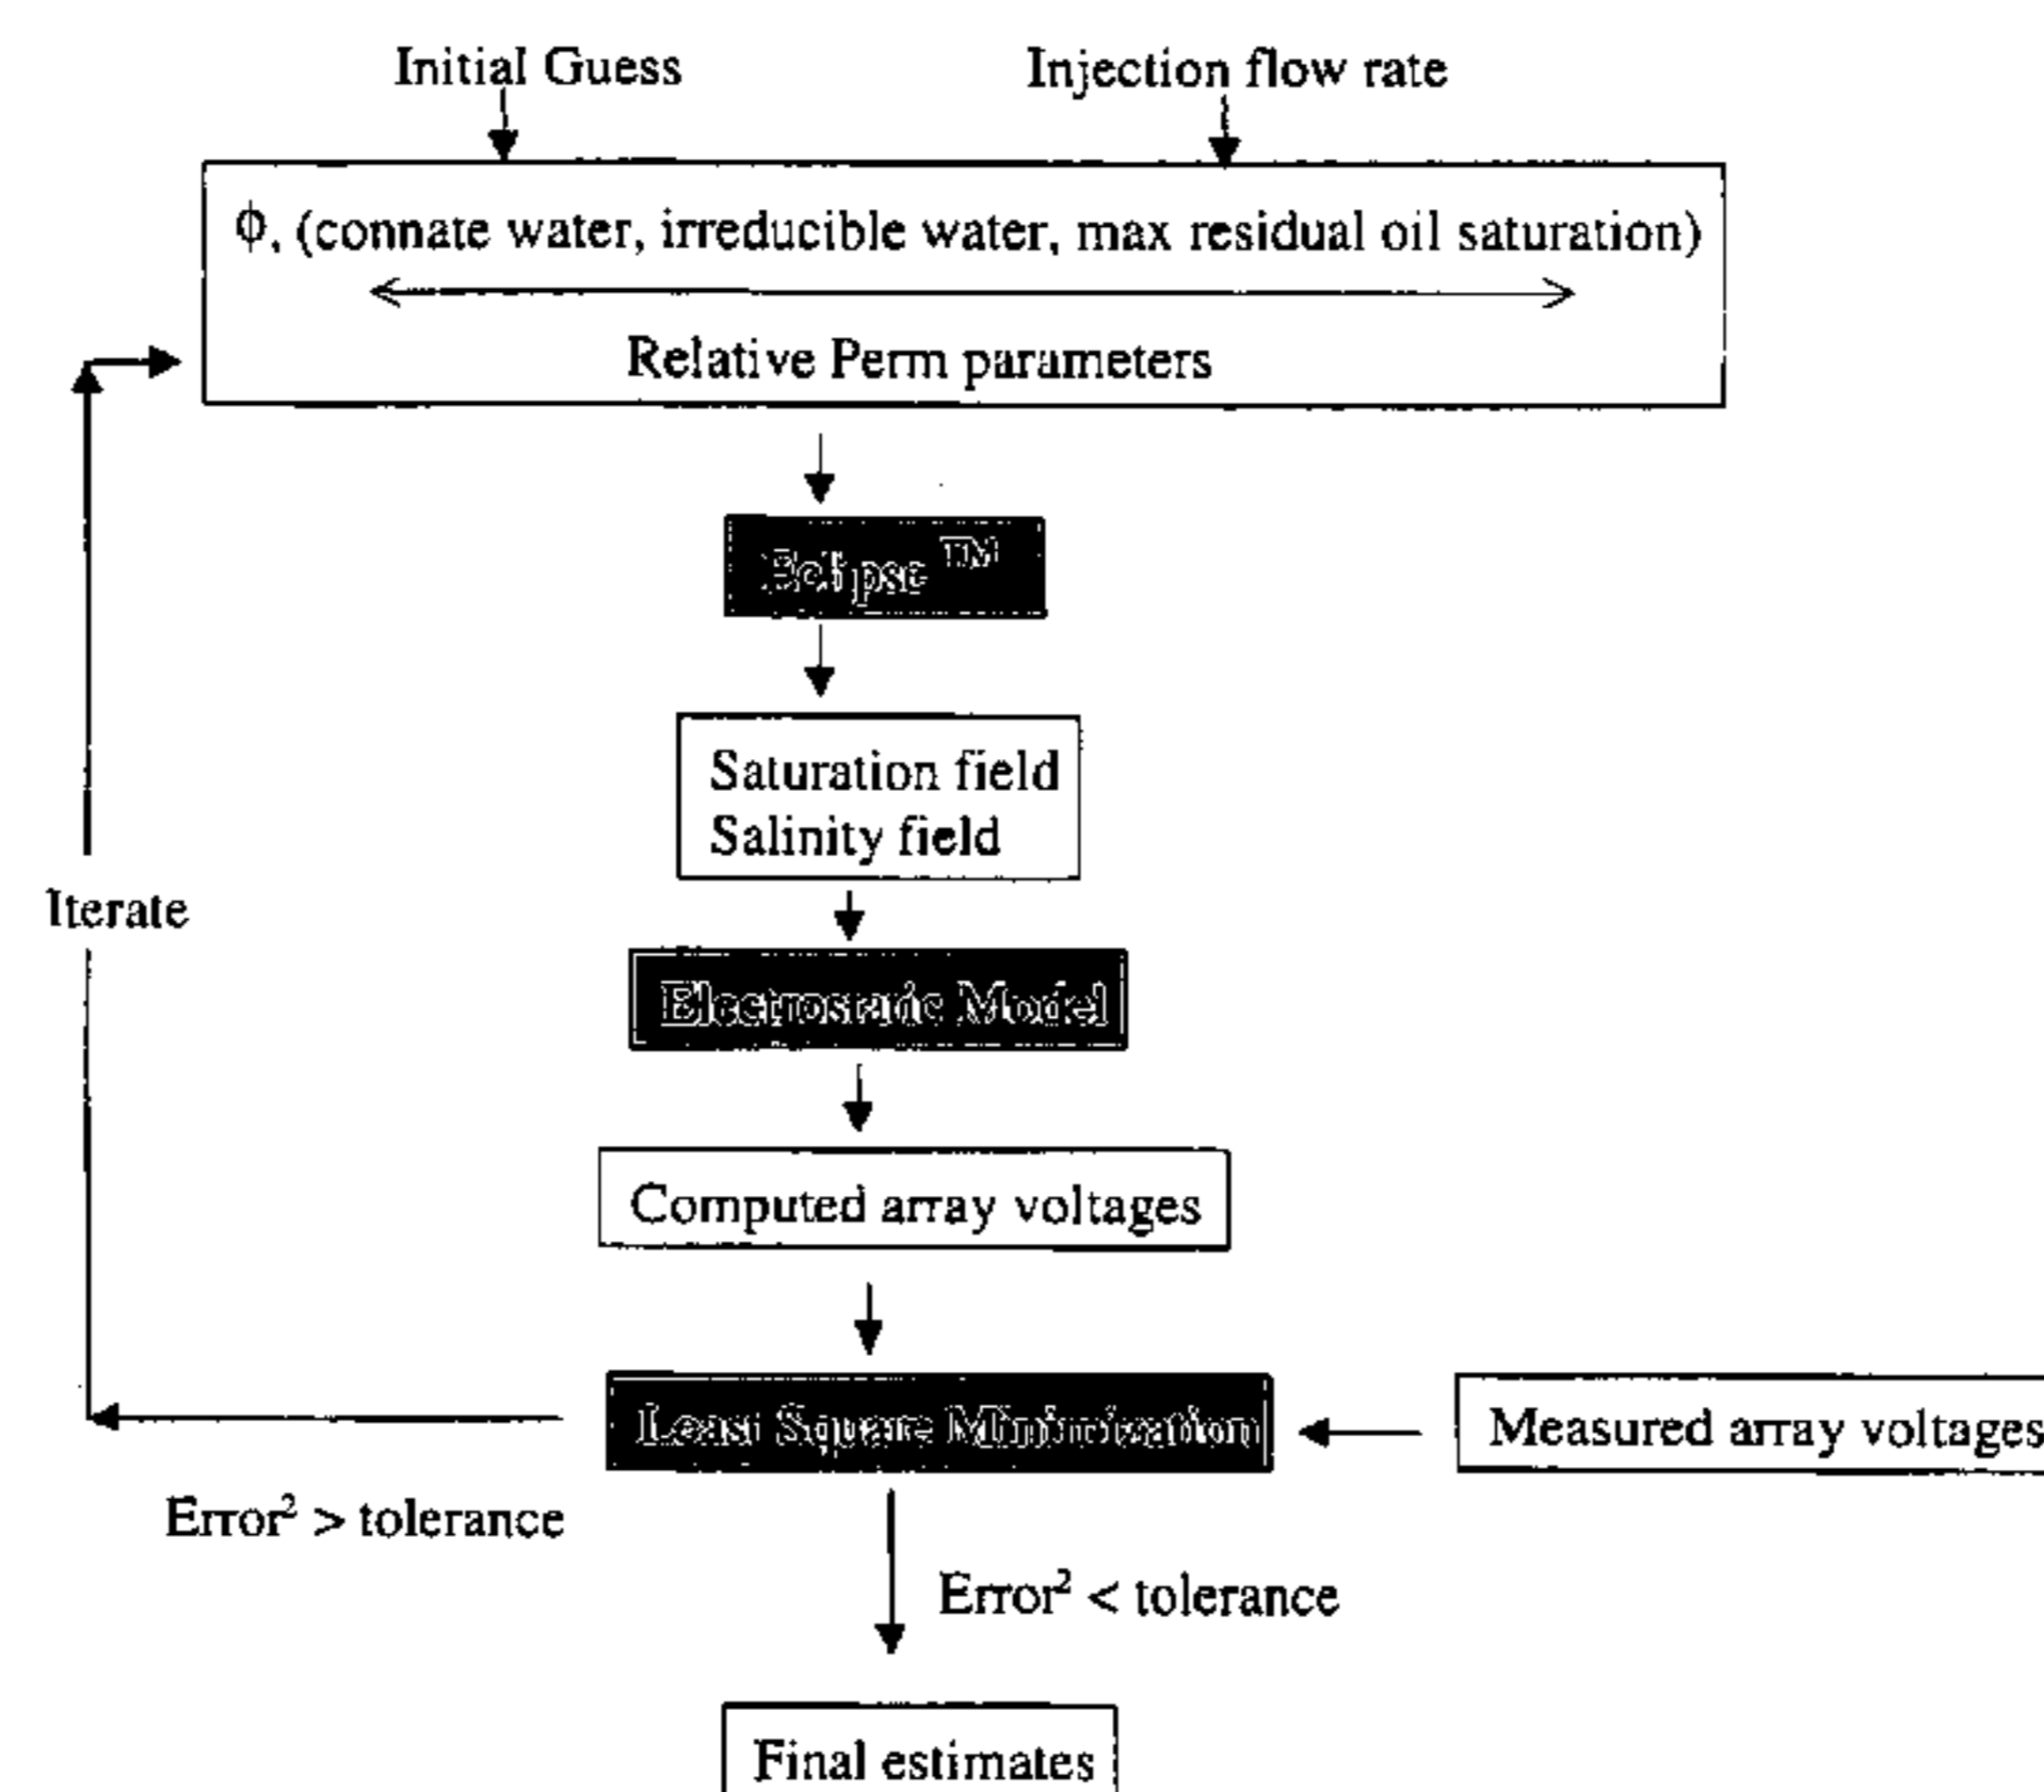 Initial Guess
Injection flow rate
ϕ, (connate water, irreducible water, max residual oil saturation)
Relative Perm parameters
Eclipse ™
Saturation field
Salinity field
Iterate
Electrostatic Model
Computed array voltages
Least Square Minimization
Measured array voltages
Error² > tolerance
Error² < tolerance
Final estimates